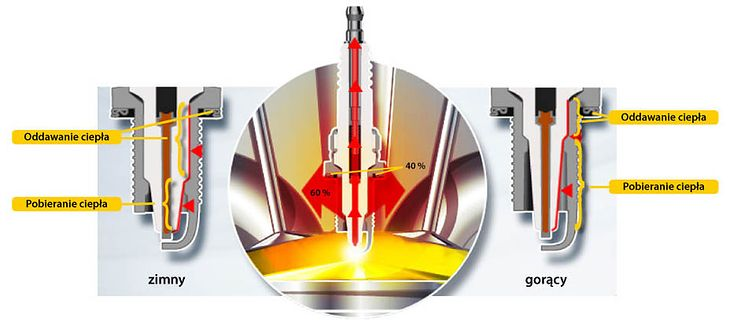 Oddawanie ciepła
Pobieranie ciepła
zimny
40 %
60 %
Oddawanie ciepła
Pobieranie ciepła
gorący